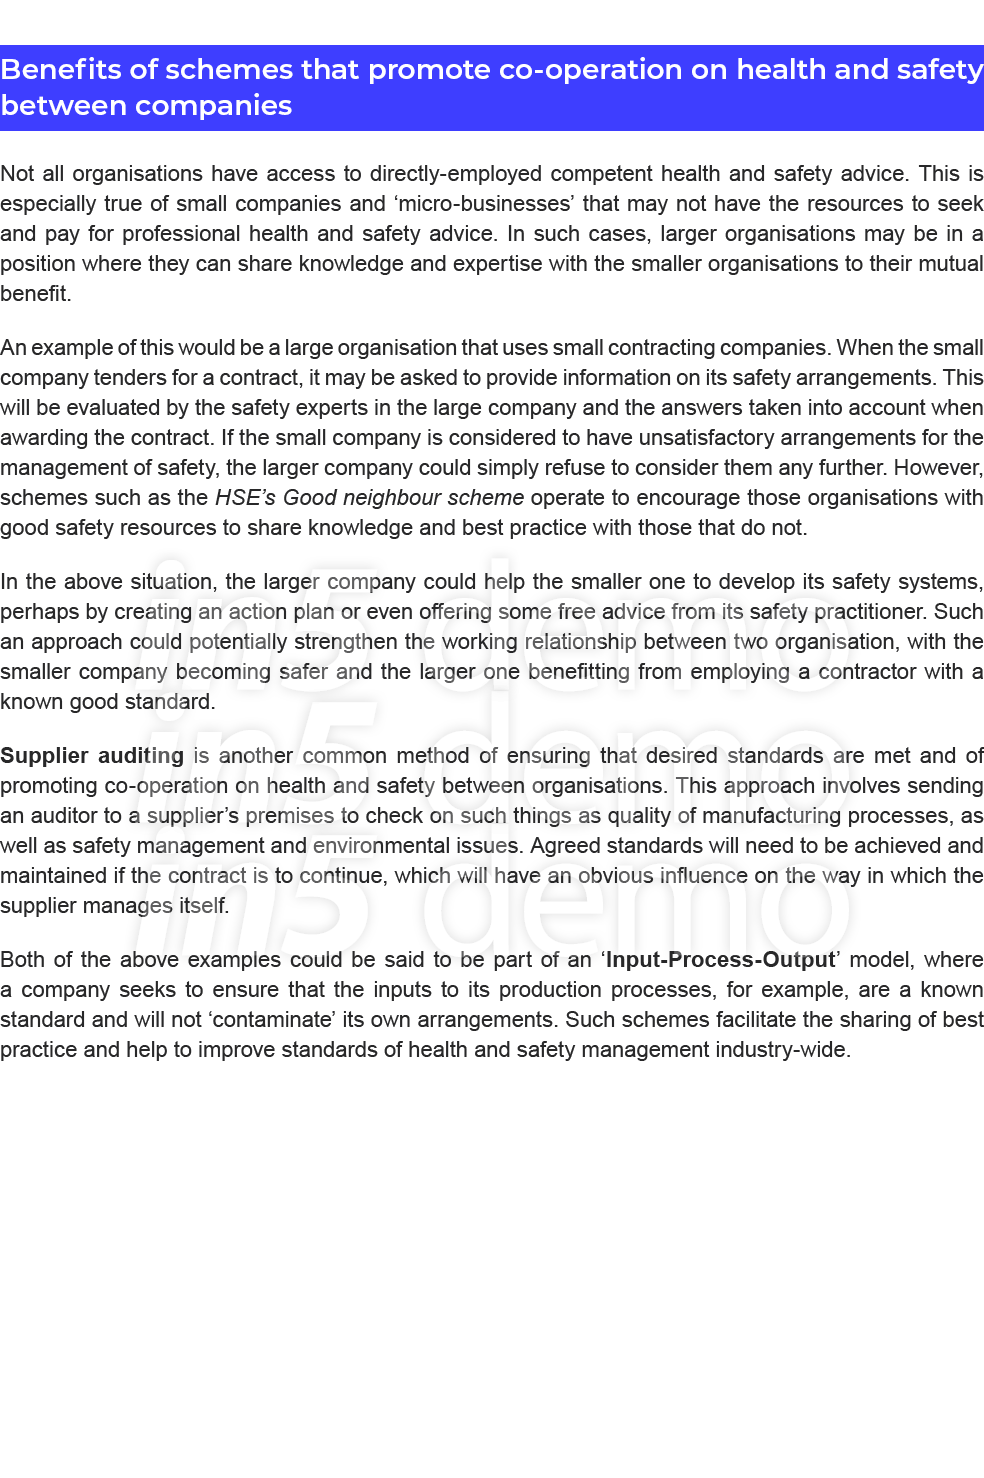 Benefits of schemes that promote co-operation on health and safety
between companies
Not all organisations have access to directly-employed competent health and safety advice. This is
especially true of small companies and ‘micro-businesses’ that may not have the resources to seek
and pay for professional health and safety advice. In such cases, larger organisations may be in a
position where they can share knowledge and expertise with the smaller organisations to their mutual
benefit.
An example of this would be a large organisation that uses small contracting companies. When the small
company tenders for a contract, it may be asked to provide information on its safety arrangements. This
will be evaluated by the safety experts in the large company and the answers taken into account when
awarding the contract. If the small company is considered to have unsatisfactory arrangements for the
management of safety, the larger company could simply refuse to consider them any further. However,
schemes such as the HSE’s Good neighbour scheme operate to encourage those organisations with
good safety resources to share knowledge and best practice with those that do not.
In the above situation, the larger company could help the smaller one to develop its safety systems,
perhaps by creating an action plan or even offering some free advice from its safety practitioner. Such
an approach could potentially strengthen the working relationship between two organisation, with the
smaller company becoming safer and the larger one benefitting from employing a contractor with a
known good standard.
Supplier auditing is another common method of ensuring that desired standards are met and of
promoting co-operation on health and safety between organisations. This approach involves sending
an auditor to a supplier’s premises to check on such things as quality of manufacturing processes, as
well as safety management and environmental issues. Agreed standards will need to be achieved and
maintained if the contract is to continue, which will have an obvious influence on the way in which the
supplier manages itself.
Both of the above examples could be said to be part of an ‘Input-Process-Output’ model, where
a company seeks to ensure that the inputs to its production processes, for example, are a known
standard and will not ‘contaminate’ its own arrangements. Such schemes facilitate the sharing of best
practice and help to improve standards of health and safety management industry-wide.
in5 demo
in5 demo
in5 demo